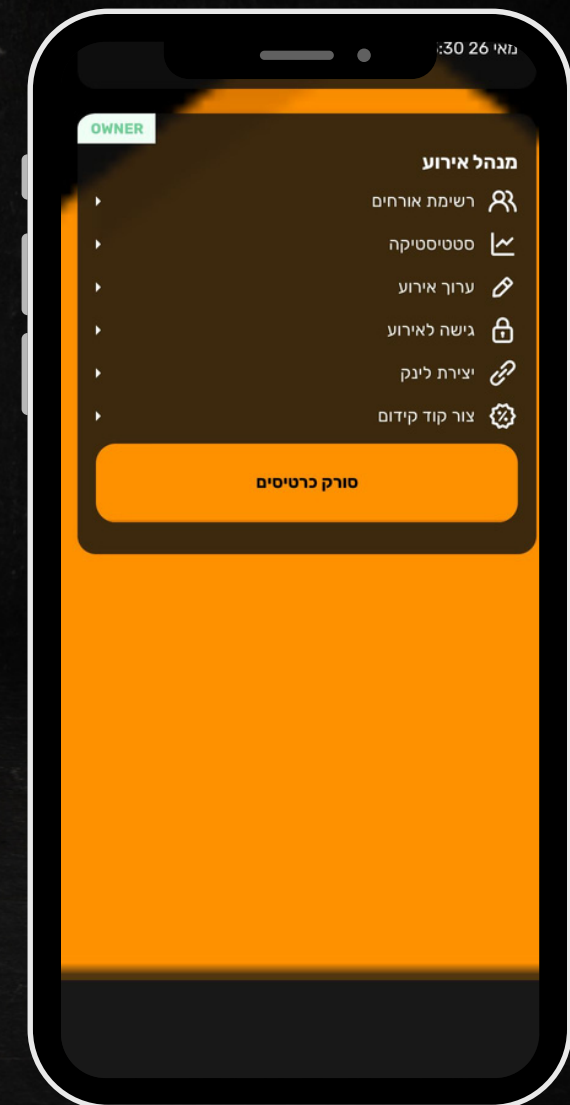 מאי 26 :30
OWNER
מנהל אירוע
רשימת אורחים
סטטיסטיקה
ערוך אירוע
גישה לאירוע
יצירת לינק
צור קוד קידום
סורק כרטיסים